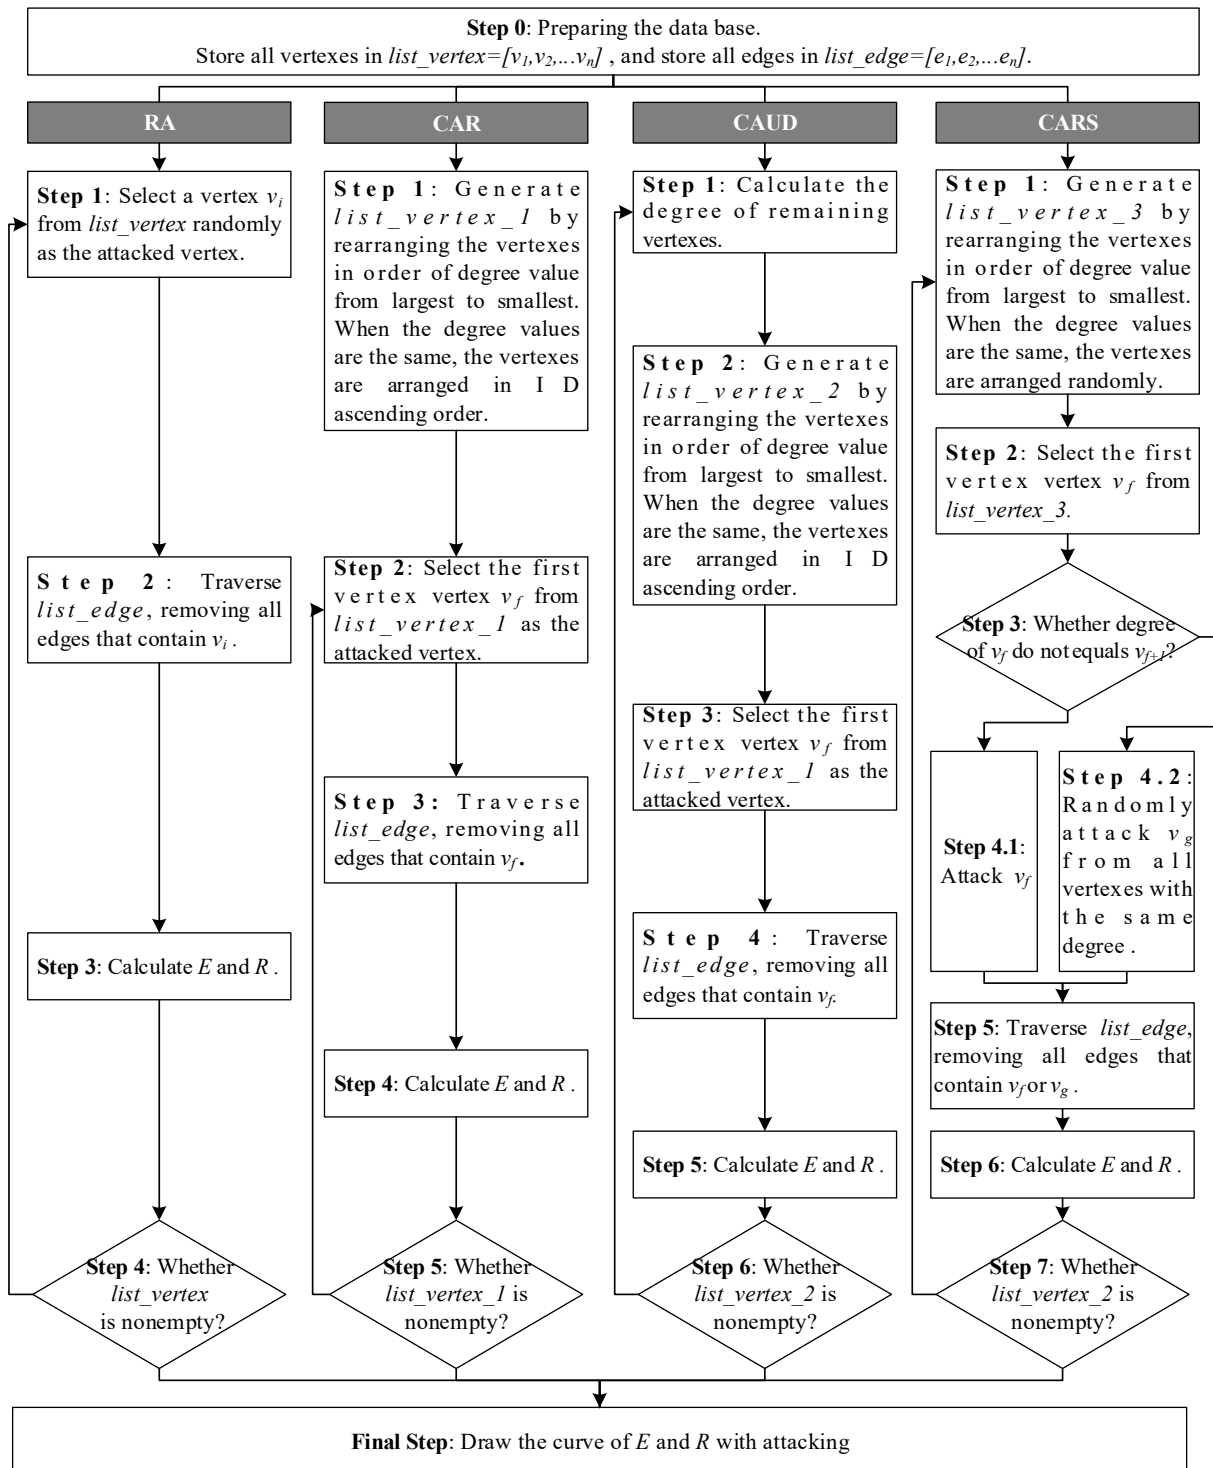 Step 0: Preparing the data base.
Store all vertexes in list_vertex=[v1,v2,...vn] , and store all edges in list_edge=[e1,e2,...en].
RA
Step 1: Select a vertex vi
from list_vertex randomly
as the attacked vertex.
Step 2: Traverse
list_edge, removing all
edges that contain vi .
Step 3: Calculate E and R .
Step 4: Whether
list_vertex
is nonempty?
CAR
Step 1: Generate
list_vertex_1 by
rearranging the vertexes
in order of degree value
from largest to smallest.
When the degree values
are the same, the vertexes
are arranged in I D
ascending order.
Step 2: Select the first
vertex vertex vf from
list_vertex_1 as the
attacked vertex.
Step 3: Traverse
list_edge, removing all
edges that contain vf.
Step 4: Calculate E and R .
Step 5: Whether
list_vertex_1 is
nonempty?
CAUD
Step 1: Calculate the
degree of remaining
vertexes.
Step 2: Generate
list_vertex_2 by
rearranging the vertexes
in order of degree value
from largest to smallest.
When the degree values
are the same, the vertexes
are arranged in I D
ascending order.
Step 3: Select the first
vertex vertex vf from
list_vertex_1 as the
attacked vertex.
Step 4: Traverse
list_edge, removing all
edges that contain vf.
Step 5: Calculate E and R .
Step 6: Whether
list_vertex_2 is
nonempty?
CARS
Step 1: Generate
list_vertex_3 by
rearranging the vertexes
in order of degree value
from largest to smallest.
When the degree values
are the same, the vertexes
are arranged randomly.
Step 2: Select the first
vertex vertex vf from
list_vertex_3.
Step 3: Whether degree
of vf do not equals vf+1?
Step 4.1:
Attack vf
Step 4.2:
Randomly
attack vg
from all
vertexes with
the same
degree .
Step 5: Traverse list_edge,
removing all edges that
contain vf or vg .
Step 6: Calculate E and R .
Step 7: Whether
list_vertex_2 is
nonempty?
Final Step: Draw the curve of E and R with attacking